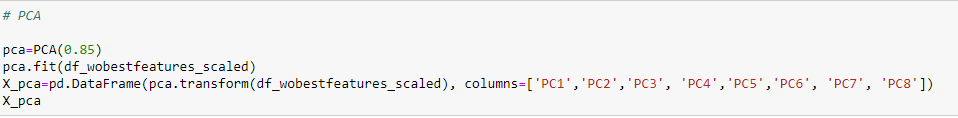 # PCA
pca=PCA(0.85)
pca.fit(df_wobestfeatures_scaled)
X_pca=pd.DataFrame(pca.transform(df_wobestfeatures_scaled), columns=['PC1','PC2','PC3', 'PC4','PC5','PC6', 'PC7', 'PC8'])
X_pca